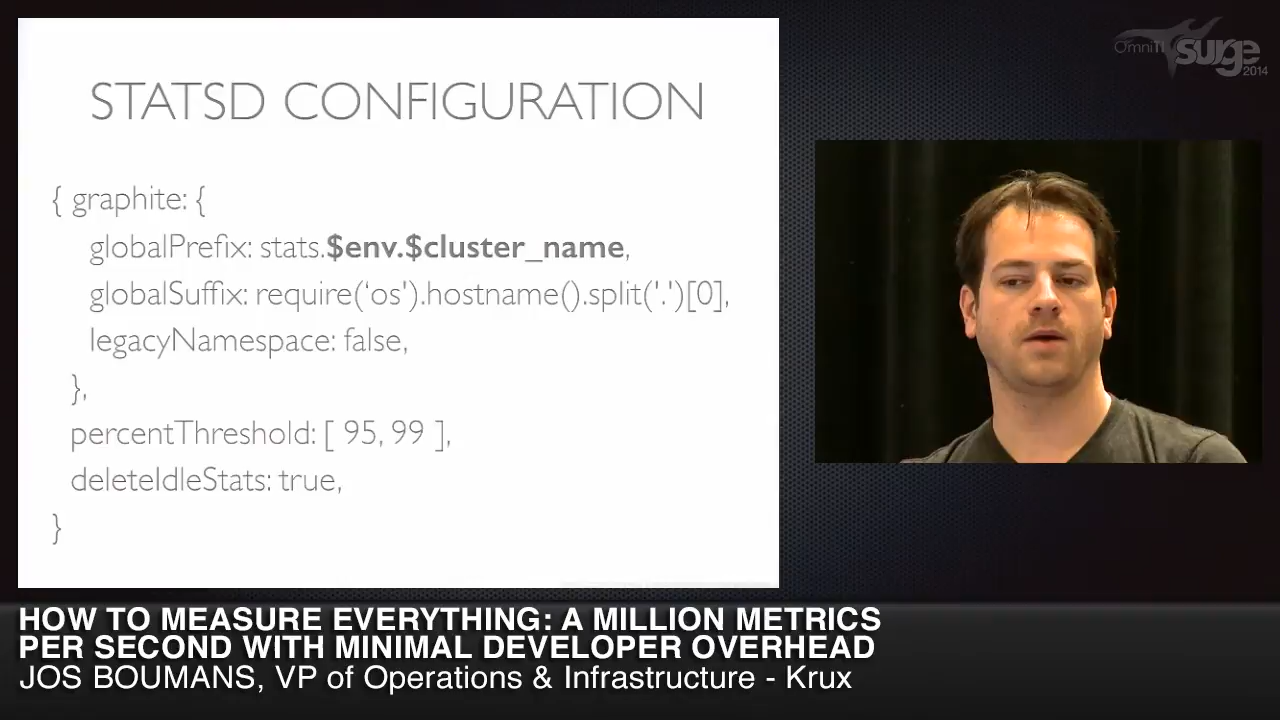 OmniTI surge 2014
STATSD CONFIGURATION
{ graphite: {
globalPrefix: stats.$env.$cluster_name,
globalSuffix: require(‘os’).hostname().split('.')[0],
legacyNamespace: false,
},
percentThreshold: [ 95, 99 ],
deleteIdleStats: true,
}
HOW TO MEASURE EVERYTHING: A MILLION METRICS
PER SECOND WITH MINIMAL DEVELOPER OVERHEAD
JOS BOUMANS, VP of Operations & Infrastructure - Krux